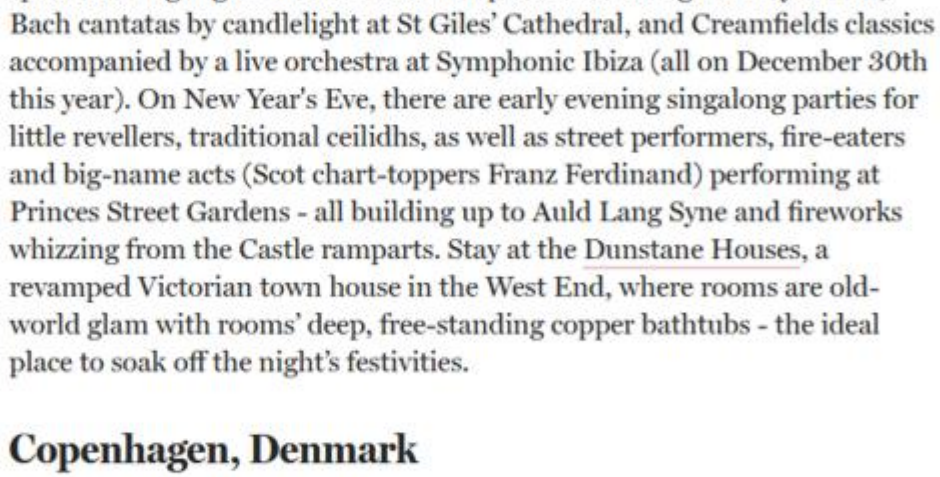 Bach cantatas by candlelight at St Giles’ Cathedral, and Creamfields classics
accompanied by a live orchestra at Symphonic Ibiza (all on December 30th
this year). On New Year's Eve, there are early evening singalong parties for
little revellers, traditional ceilidhs, as well as street performers, fire-eaters
and big-name acts (Scot chart-toppers Franz Ferdinand) performing at
Princes Street Gardens - all building up to Auld Lang Syne and fireworks
whizzing from the Castle ramparts. Stay at the Dunstane Houses, a
revamped Victorian town house in the West End, where rooms are old-
world glam with rooms’ deep, free-standing copper bathtubs - the ideal
place to soak off the night’s festivities.
Copenhagen, Denmark